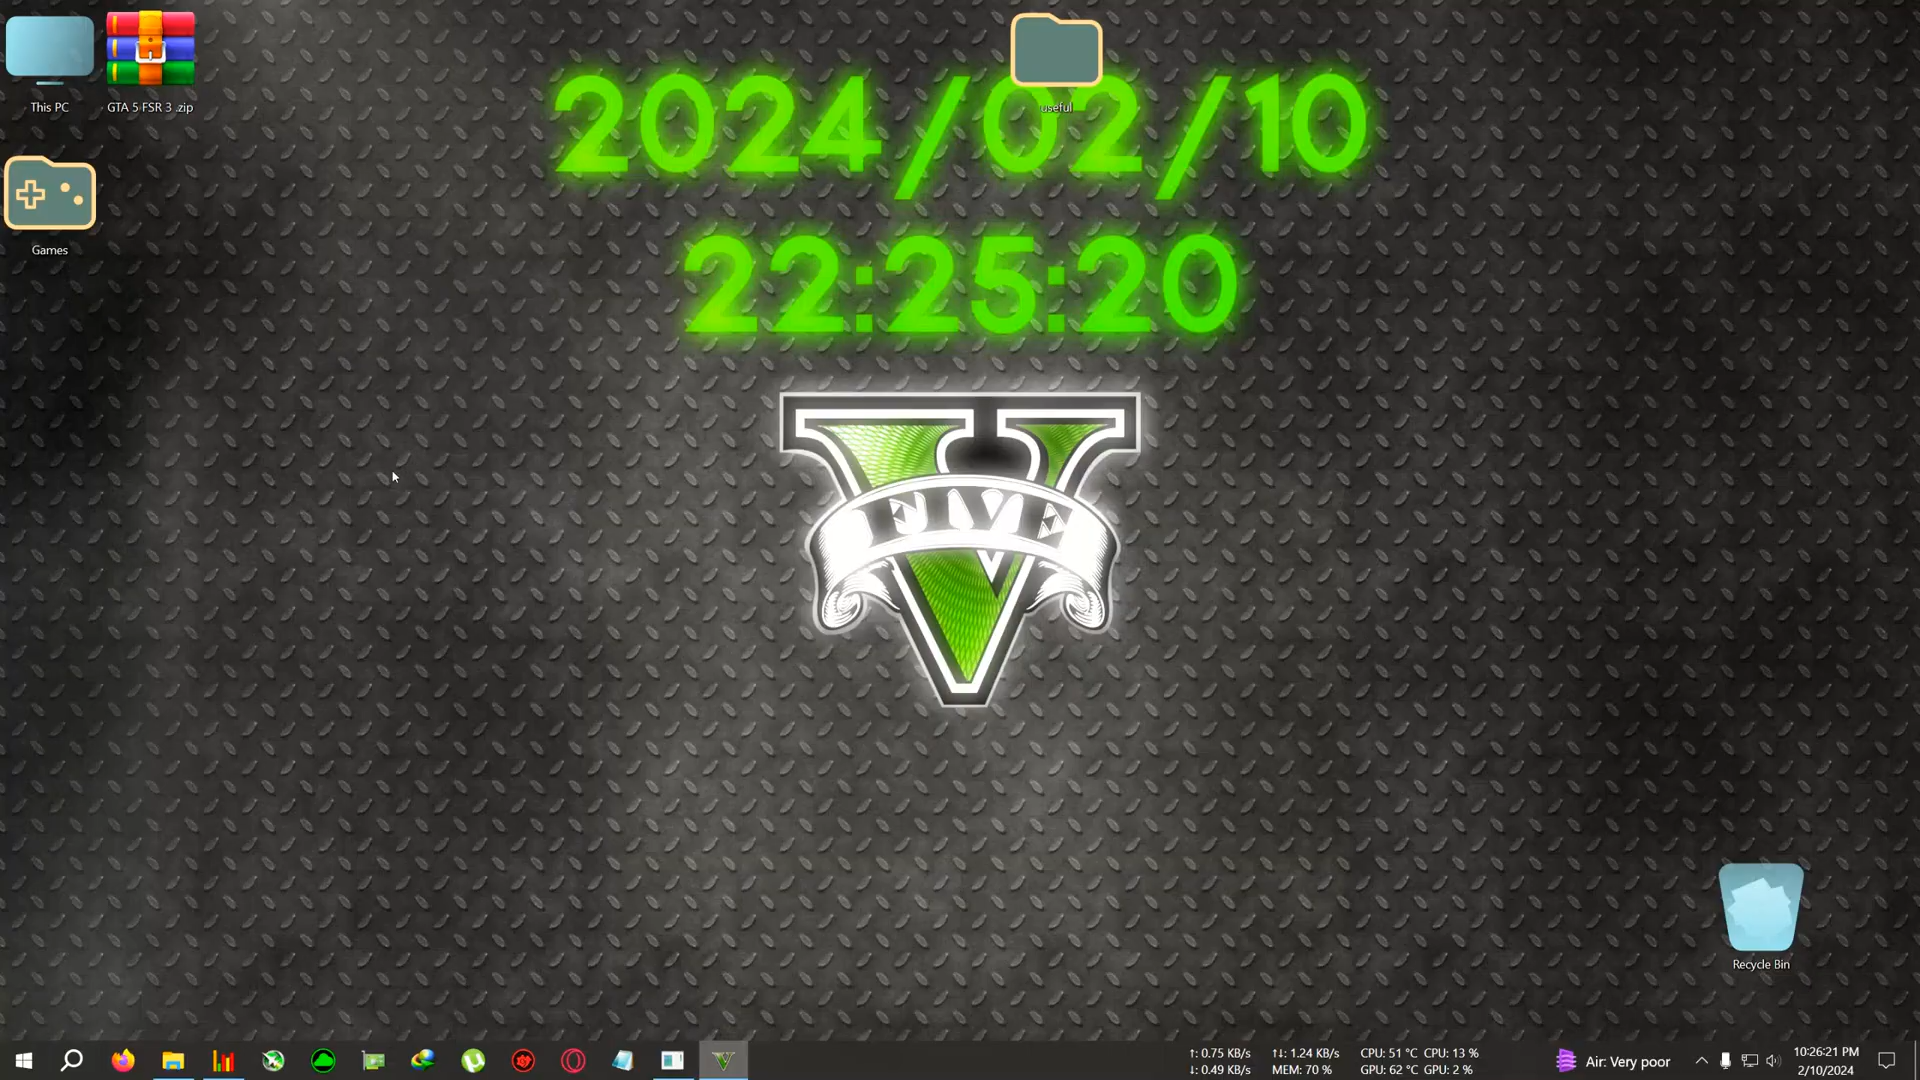 This PC
GTA 5 FSR 3 .zip
useful
2024/02/10
22:25:20
Games
FIVE
Recycle Bin
↑: 0.75 KB/s
↓: 0.49 KB/s
↑↓: 1.24 KB/s
MEM: 70 %
CPU: 51 °C CPU: 13 %
GPU: 62 °C GPU: 2 %
Air: Very poor
10:26:21 PM
2/10/2024